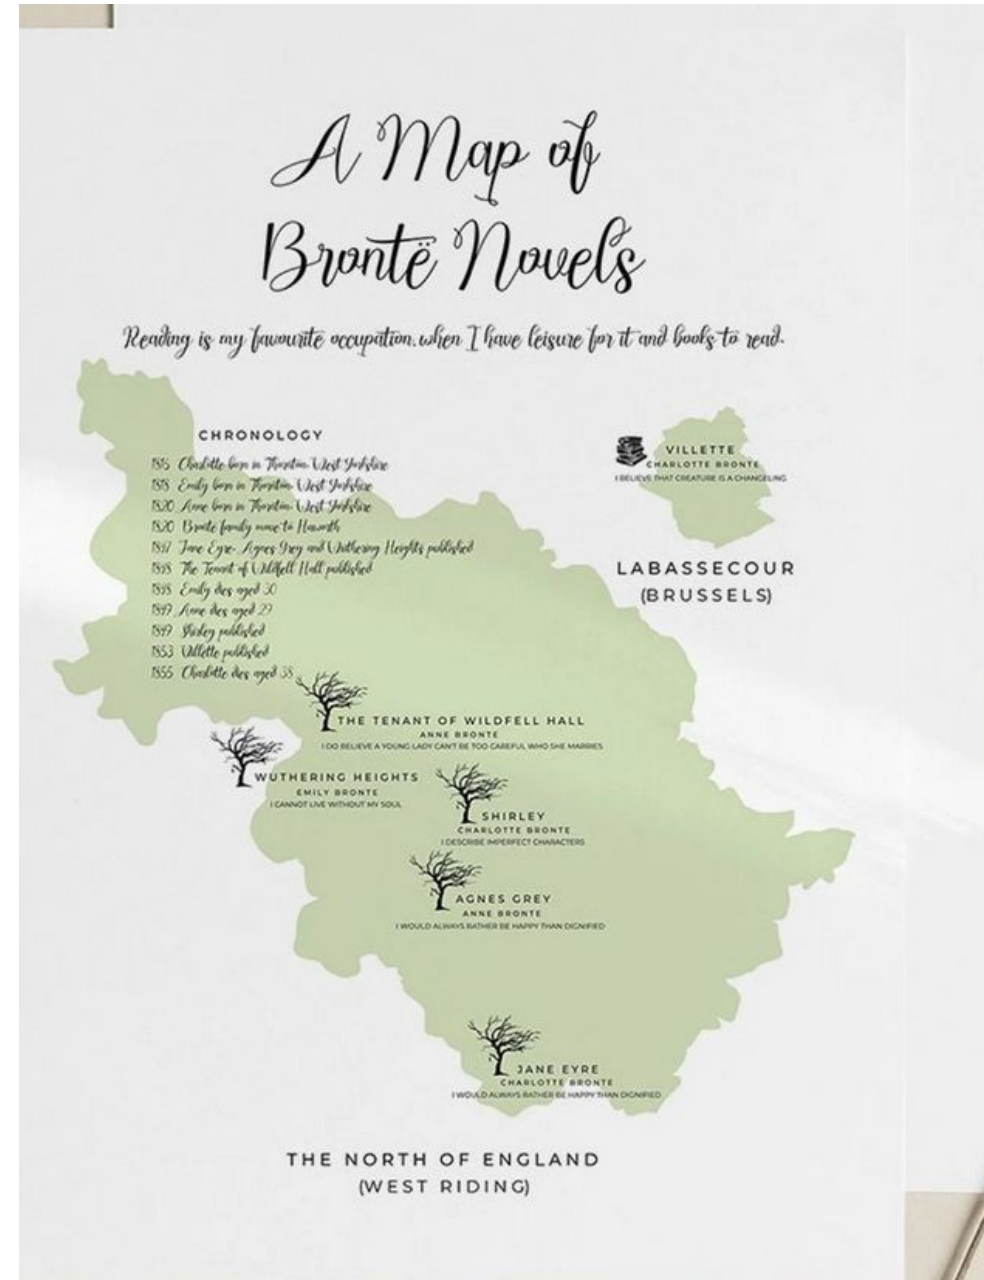 A Map of
Brontë Novels
Reading is my favourite occupation, when I have leisure for it and books to read.
CHRONOLOGY
1816 Charlotte born in Thornton, West Yorkshire
1818 Emily born in Thornton, West Yorkshire
1820 Anne born in Thornton, West Yorkshire
1820 Brontë family move to Haworth
1847 Jane Eyre, Agnes Grey and Wuthering Heights published
1848 The Tenant of Wildfell Hall published
1848 Emily dies aged 30
1849 Anne dies aged 29
1849 Shirley published
1853 Villette published
1855 Charlotte dies aged 38
VILLETTE
CHARLOTTE BRONTE
I BELIEVE THAT CREATURE IS A CHANGELING
LABASSECOUR
(BRUSSELS)
THE TENANT OF WILDFELL HALL
ANNE BRONTE
I DO BELIEVE A YOUNG LADY CAN'T BE TOO CAREFUL WHO SHE MARRIES
WUTHERING HEIGHTS
EMILY BRONTE
I CANNOT LIVE WITHOUT MY SOUL
SHIRLEY
CHARLOTTE BRONTE
I DESCRIBE IMPERFECT CHARACTERS
AGNES GREY
ANNE BRONTE
I WOULD ALWAYS RATHER BE HAPPY THAN DIGNIFIED
JANE EYRE
CHARLOTTE BRONTE
I WOULD ALWAYS RATHER BE HAPPY THAN DIGNIFIED
THE NORTH OF ENGLAND
(WEST RIDING)